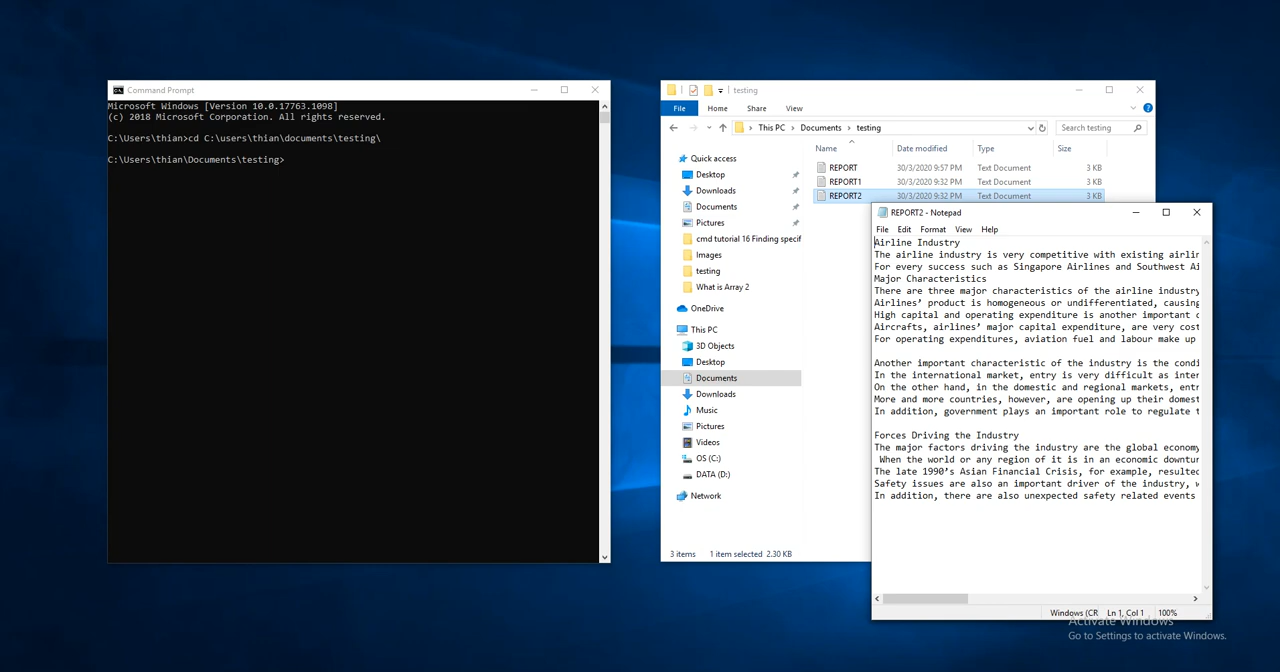 Command Prompt
Microsoft Windows [Version 10.0.17763.1098]
(c) 2018 Microsoft Corporation. All rights reserved.
C:\Users\thian>cd C:\users\thian\documents\testing\
C:\Users\thian\Documents\testing>
testing
File Home Share View
This PC > Documents > testing
Search testing
Name Date modified Type Size
REPORT 30/3/2020 9:57 PM Text Document 3 KB
REPORT1 30/3/2020 9:32 PM Text Document 3 KB
REPORT2 30/3/2020 9:32 PM Text Document 3 KB
Quick access
Desktop
Downloads
Documents
Pictures
cmd tutorial 16 Finding specif
Images
testing
What is Array 2
OneDrive
This PC
3D Objects
Desktop
Documents
Downloads
Music
Pictures
Videos
OS (C:)
DATA (D:)
Network
3 items 1 item selected 2.30 KB
REPORT2 - Notepad
File Edit Format View Help
Airline Industry
The airline industry is very competitive with existing airlin
For every success such as Singapore Airlines and Southwest Ai
Major Characteristics
There are three major characteristics of the airline industry
Airlines’ product is homogeneous or undifferentiated, causing
High capital and operating expenditure is another important c
Aircrafts, airlines’ major capital expenditure, are very cost
For operating expenditures, aviation fuel and labour make up
Another important characteristic of the industry is the condi
In the international market, entry is very difficult as inter
On the other hand, in the domestic and regional markets, entr
More and more countries, however, are opening up their domest
In addition, government plays an important role to regulate t
Forces Driving the Industry
The major factors driving the industry are the global economy
When the world or any region of it is in an economic downtur
The late 1990’s Asian Financial Crisis, for example, resulted
Safety issues are also an important driver of the industry, w
In addition, there are also unexpected safety related events
Windows (CR Ln 1, Col 1 100%
Activate Windows
Go to Settings to activate Windows.